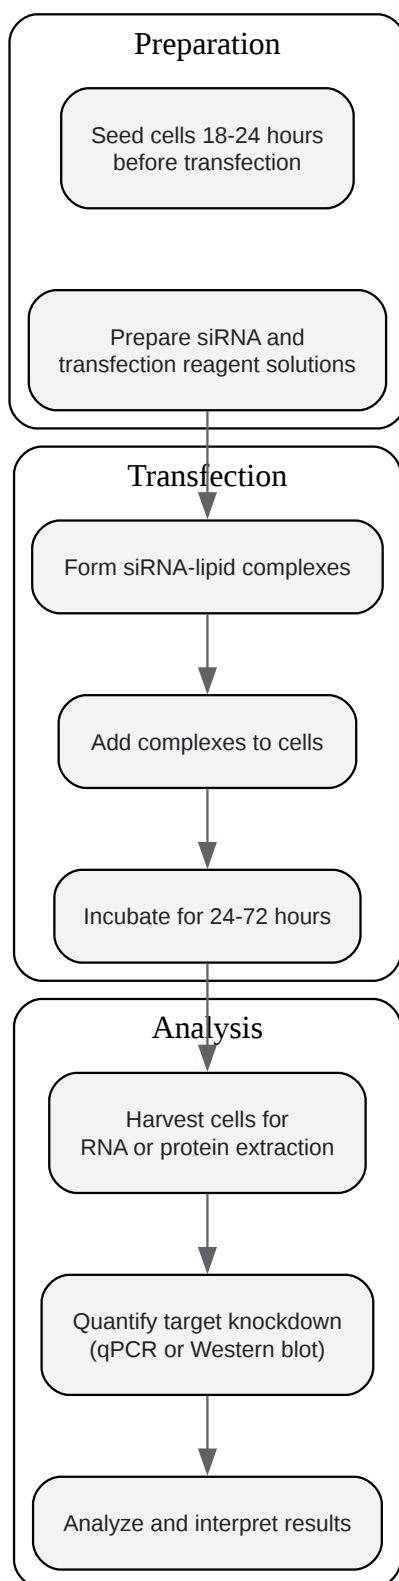 Preparation
Seed cells 18-24 hours
before transfection
Prepare siRNA and
transfection reagent solutions
Transfection
Form siRNA-lipid complexes
Add complexes to cells
Incubate for 24-72 hours
Analysis
Harvest cells for
RNA or protein extraction
Quantify target knockdown
(qPCR or Western blot)
Analyze and interpret results